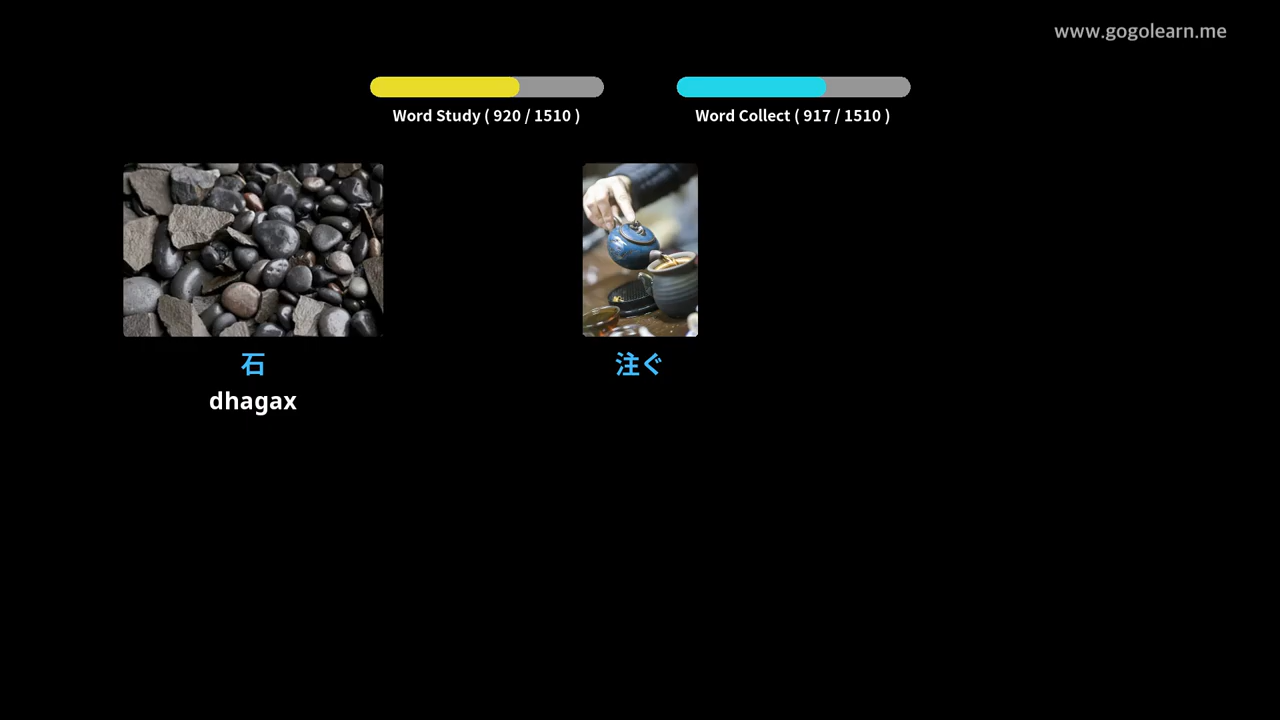 www.gogolearn.me
Word Study ( 920 / 1510 )
Word Collect ( 917 / 1510 )
石
dhagax
注ぐ